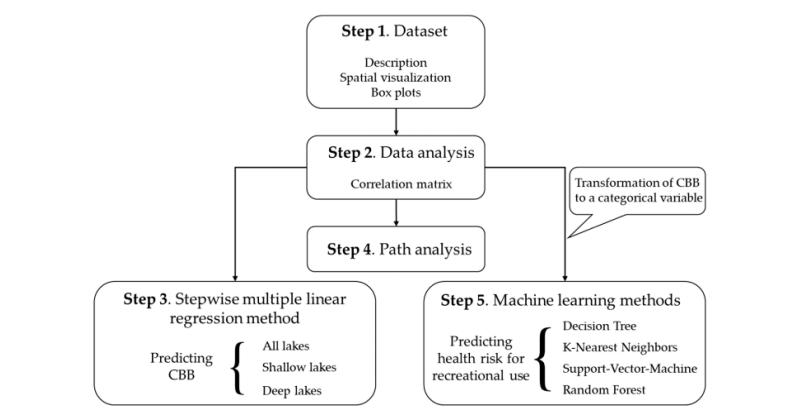 Step 1. Dataset
Description
Spatial visualization
Box plots
Step 2. Data analysis
Correlation matrix
Transformation of CBB
to a categorical variable
Step 4. Path analysis
Step 3. Stepwise multiple linear
regression method
Predicting
CBB
All lakes
Shallow lakes
Deep lakes
Step 5. Machine learning methods
Predicting
health risk for
recreational use
Decision Tree
K-Nearest Neighbors
Support-Vector-Machine
Random Forest